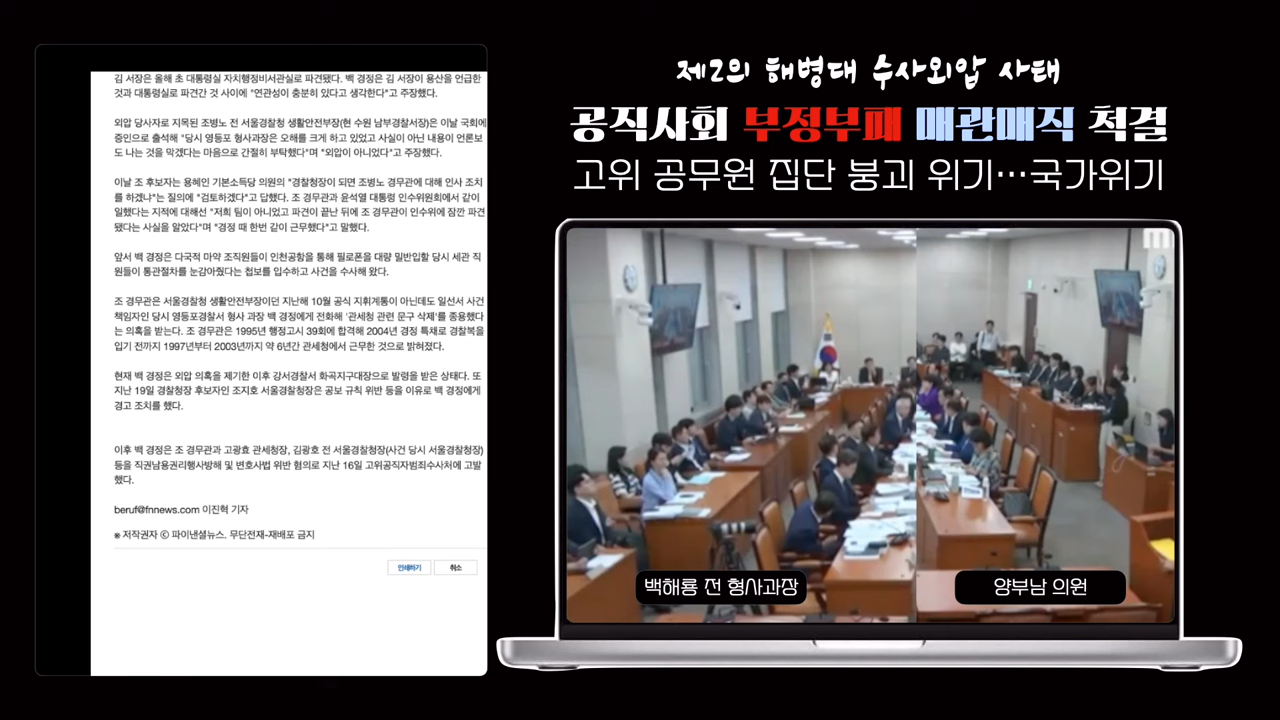 김 서장은 올해 초 대통령실 자치행정비서관실로 파견됐다. 백 경정은 김 서장이 용산을 언급한
것과 대통령실로 파견간 것 사이에 "연관성이 충분히 있다고 생각한다"고 주장했다.
외압 당사자로 지목된 조병노 전 서울경찰청 생활안전부장(현 수원 남부경찰서장)은 이날 국회에
증인으로 출석해 "당시 영등포 형사과장은 오해를 크게 하고 있었고 사실이 아닌 내용이 언론보
도 나는 것을 막겠다는 마음으로 간절히 부탁했다"며 "외압이 아니었다"고 주장했다.
이날 조 후보자는 용혜인 기본소득당 의원의 "경찰청장이 되면 조병노 경무관에 대해 인사 조치
를 하겠냐"는 질의에 "검토하겠다"고 답했다. 조 경무관과 윤석열 대통령 인수위원회에서 같이
일했다는 지적에 대해선 "저희 팀이 아니었고 파견이 끝난 뒤에 조 경무관이 인수위에 잠깐 파견
됐다는 사실을 알았다"며 "경정 때 한번 같이 근무했다"고 말했다.
앞서 백 경정은 다국적 마약 조직원들이 인천공항을 통해 필로폰을 대량 밀반입할 당시 세관 직
원들이 통관절차를 눈감아줬다는 첩보를 입수하고 사건을 수사해 왔다.
조 경무관은 서울경찰청 생활안전부장이던 지난해 10월 공식 지휘계통이 아닌데도 일선서 사건
책임자인 당시 영등포경찰서 형사 과장 백 경정에게 전화해 '관세청 관련 문구 삭제'를 종용했다
는 의혹을 받는다. 조 경무관은 1995년 행정고시 39회에 합격해 2004년 경정 특채로 경찰복을
입기 전까지 1997년부터 2003년까지 약 6년간 관세청에서 근무한 것으로 밝혀졌다.
현재 백 경정은 외압 의혹을 제기한 이후 강서경찰서 화곡지구대장으로 발령을 받은 상태다. 또
지난 19일 경찰청장 후보자인 조지호 서울경찰청장은 공보 규칙 위반 등을 이유로 백 경정에게
경고 조치를 했다.
이후 백 경정은 조 경무관과 고광효 관세청장, 김광호 전 서울경찰청장(사건 당시 서울경찰청장)
등을 직권남용권리행사방해 및 변호사법 위반 혐의로 지난 16일 고위공직자범죄수사처에 고발
했다.
beruf@fnnews.com 이진혁 기자
※ 저작권자 ⓒ 파이낸셜뉴스. 무단전재-재배포 금지
인쇄하기 취소
제2의 해병대 수사외압 사태
공직사회 부정부패 매관매직 척결
고위 공무원 집단 붕괴 위기…국가위기
백해룡 전 형사과장
양부남 의원